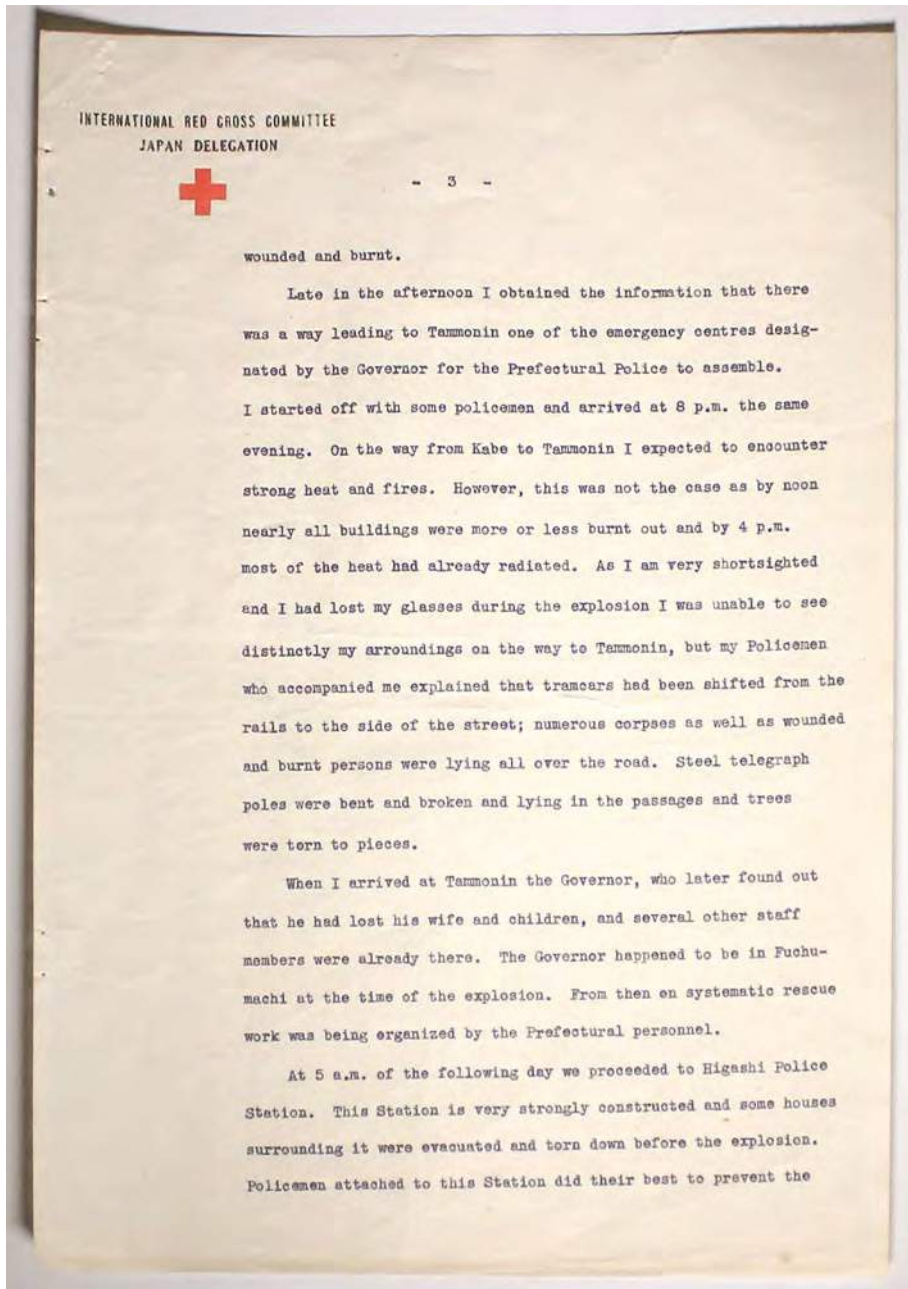 INTERNATIONAL RED CROSS COMMITTEE
JAPAN DELEGATION
- 3 -
wounded and burnt.
Late in the afternoon I obtained the information that there
was a way leading to Tammonin one of the emergency centres desig-
nated by the Governor for the Prefectural Police to assemble.
I started off with some policemen and arrived at 8 p.m. the same
evening. On the way from Kabe to Tammonin I expected to encounter
strong heat and fires. However, this was not the case as by noon
nearly all buildings were more or less burnt out and by 4 p.m.
most of the heat had already radiated. As I am very shortsighted
and I had lost my glasses during the explosion I was unable to see
distinctly my arroundings on the way to Tammonin, but my Policemen
who accompanied me explained that tramcars had been shifted from the
rails to the side of the street; numerous corpses as well as wounded
and burnt persons were lying all over the road. Steel telegraph
poles were bent and broken and lying in the passages and trees
were torn to pieces.
When I arrived at Tammonin the Governor, who later found out
that he had lost his wife and children, and several other staff
members were already there. The Governor happened to be in Fuchu-
machi at the time of the explosion. From then on systematic rescue
work was being organized by the Prefectural personnel.
At 5 a.m. of the following day we proceeded to Higashi Police
Station. This Station is very strongly constructed and some houses
surrounding it were evacuated and torn down before the explosion.
Policemen attached to this Station did their best to prevent the